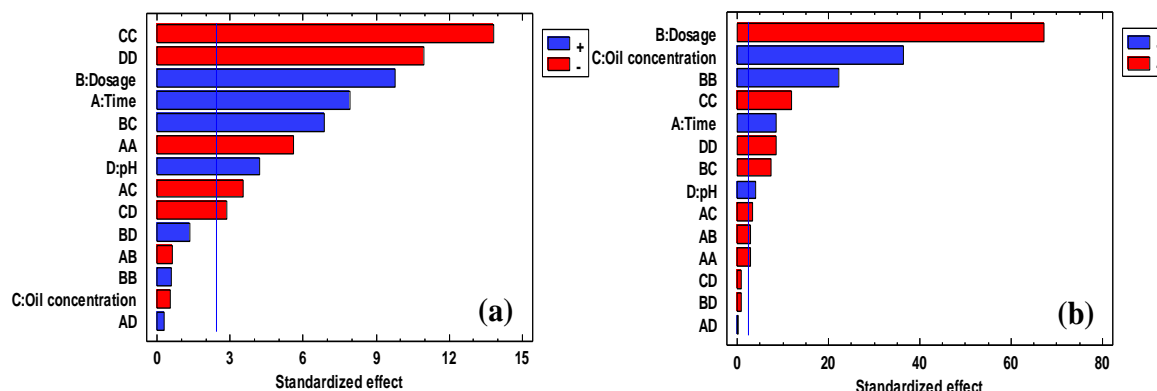 CC
DD
B:Dosage
A:Time
BC
AA
D:pH
AC
CD
BD
AB
BB
C:Oil concentration
AD
+
-
(a)
0 3 6 9 12 15
Standardized effect
B:Dosage
C:Oil concentration
BB
CC
A:Time
DD
BC
D:pH
AC
AB
AA
CD
BD
AD
(b)
0 20 40 60 80
Standardized effect